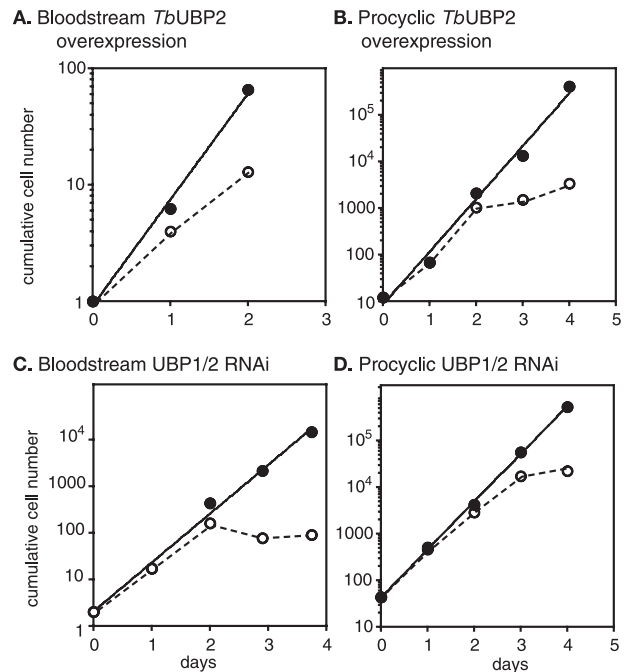 A. Bloodstream TbUBP2
overexpression
B. Procyclic TbUBP2
overexpression
cumulative cell number
100
10
1
0 1 2 3
10^5
10^4
1000
100
10
0 1 2 3 4 5
C. Bloodstream UBP1/2 RNAi
D. Procyclic UBP1/2 RNAi
cumulative cell number
10^4
1000
100
10
1
0 1 2 3 4
days
10^5
10^4
1000
100
10
0 1 2 3 4 5
days